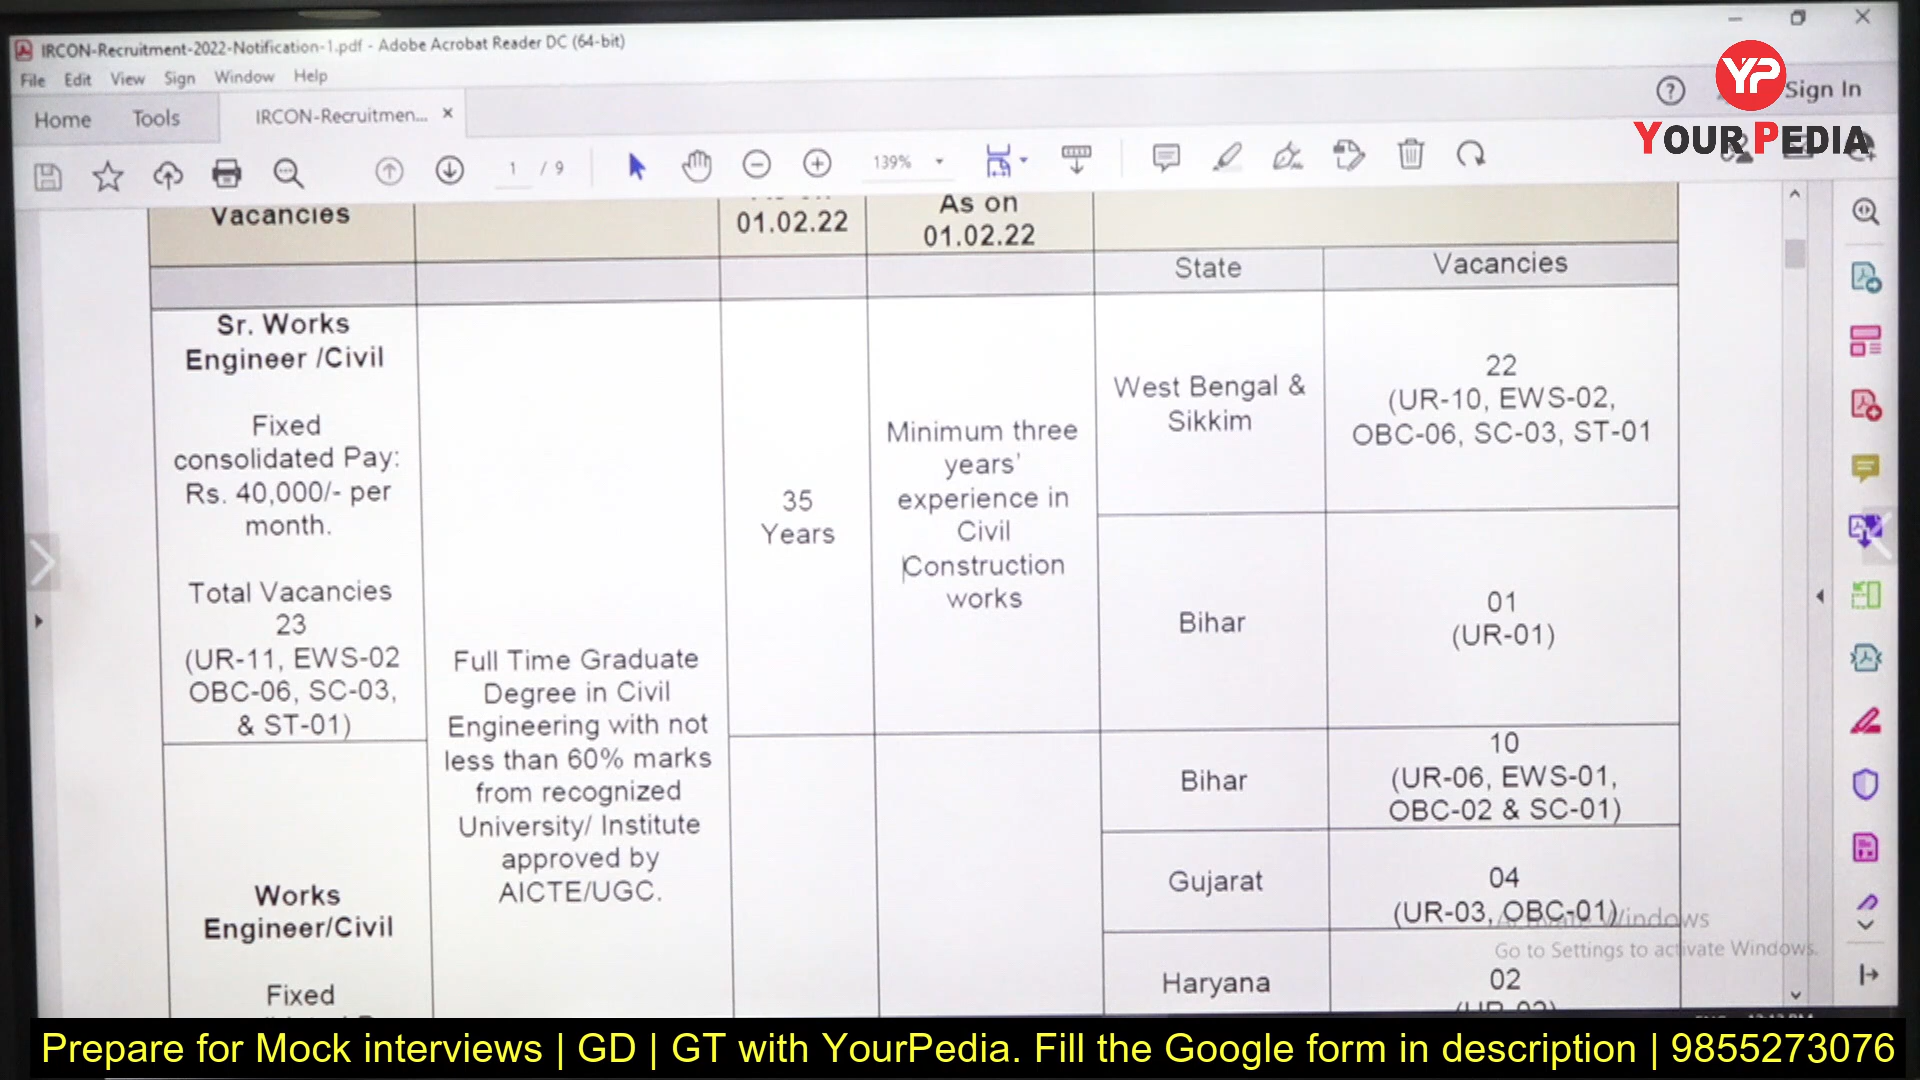 IRCON-Recruitment-2022-Notification-1.pdf - Adobe Acrobat Reader DC (64-bit)
File Edit View Sign Window Help
Home Tools IRCON-Recruitmen... ×
Sign In
YP
YOUR PEDIA
1 / 9
139%
Vacancies
01.02.22
As on
01.02.22
State
Vacancies
Sr. Works
Engineer /Civil
Fixed
consolidated Pay:
Rs. 40,000/- per
month.
Total Vacancies
23
(UR-11, EWS-02
OBC-06, SC-03,
& ST-01)
Full Time Graduate
Degree in Civil
Engineering with not
less than 60% marks
from recognized
University/ Institute
approved by
AICTE/UGC.
35
Years
Minimum three
years'
experience in
Civil
Construction
works
West Bengal &
Sikkim
22
(UR-10, EWS-02,
OBC-06, SC-03, ST-01
Bihar
01
(UR-01)
Works
Engineer/Civil
Fixed
Bihar
10
(UR-06, EWS-01,
OBC-02 & SC-01)
Gujarat
04
(UR-03, OBC-01)
Haryana
02
Activate Windows
Go to Settings to activate Windows.
Prepare for Mock interviews | GD | GT with YourPedia. Fill the Google form in description | 9855273076